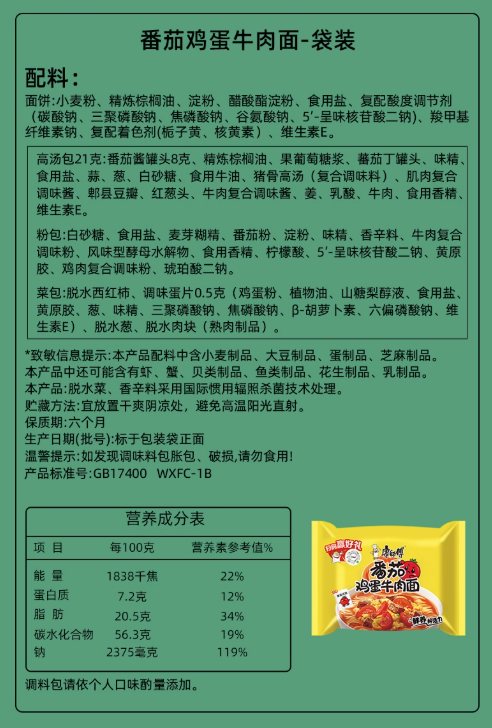 番茄鸡蛋牛肉面-袋装
配料：
面饼:小麦粉、精炼棕榈油、淀粉、醋酸酯淀粉、食用盐、复配酸度调节剂
（碳酸钠、三聚磷酸钠、焦磷酸钠、谷氨酸钠、5′-呈味核苷酸二钠)、羧甲基
纤维素钠、复配着色剂(栀子黄、核黄素）、维生素E。
高汤包21克:番茄酱罐头8克、精炼棕榈油、果葡萄糖浆、蕃茄丁罐头、味精、
食用盐、蒜、葱、白砂糖、食用牛油、猪骨高汤（复合调味料）、肌肉复合
调味酱、郫县豆瓣、红葱头、牛肉复合调味酱、姜、乳酸、牛肉、食用香精、
维生素E。
粉包:白砂糖、食用盐、麦芽糊精、番茄粉、淀粉、味精、香辛料、牛肉复合
调味粉、风味型酵母水解物、食用香精、柠檬酸、5′-呈味核苷酸二钠、黄原
胶、鸡肉复合调味粉、琥珀酸二钠。
菜包:脱水西红柿、调味蛋片0.5克（鸡蛋粉、植物油、山糖梨醇液、食用盐、
黄原胶、葱、味精、三聚磷酸钠、焦磷酸钠、β-胡萝卜素、六偏磷酸钠、维
生素E）、脱水葱、脱水肉块（熟肉制品）。
*致敏信息提示:本产品配料中含小麦制品、大豆制品、蛋制品、芝麻制品。
本产品中还可能含有虾、蟹、贝类制品、鱼类制品、花生制品、乳制品。
本产品:脱水菜、香辛料采用国际惯用辐照杀菌技术处理。
贮藏方法:宜放置干爽阴凉处，避免高温阳光直射。
保质期:六个月
生产日期(批号):标于包装袋正面
温警提示:如发现调味料包胀包、破损,请勿食用!
产品标准号:GB17400 WXFC-1B
营养成分表
项 目 每100克 营养素参考值%
能 量 1838千焦 22%
蛋白质 7.2克 12%
脂 肪 20.5克 34%
碳水化合物 56.3克 19%
钠 2375毫克 119%
调料包请依个人口味酌量添加。
康师傅
番茄
鸡蛋牛肉面